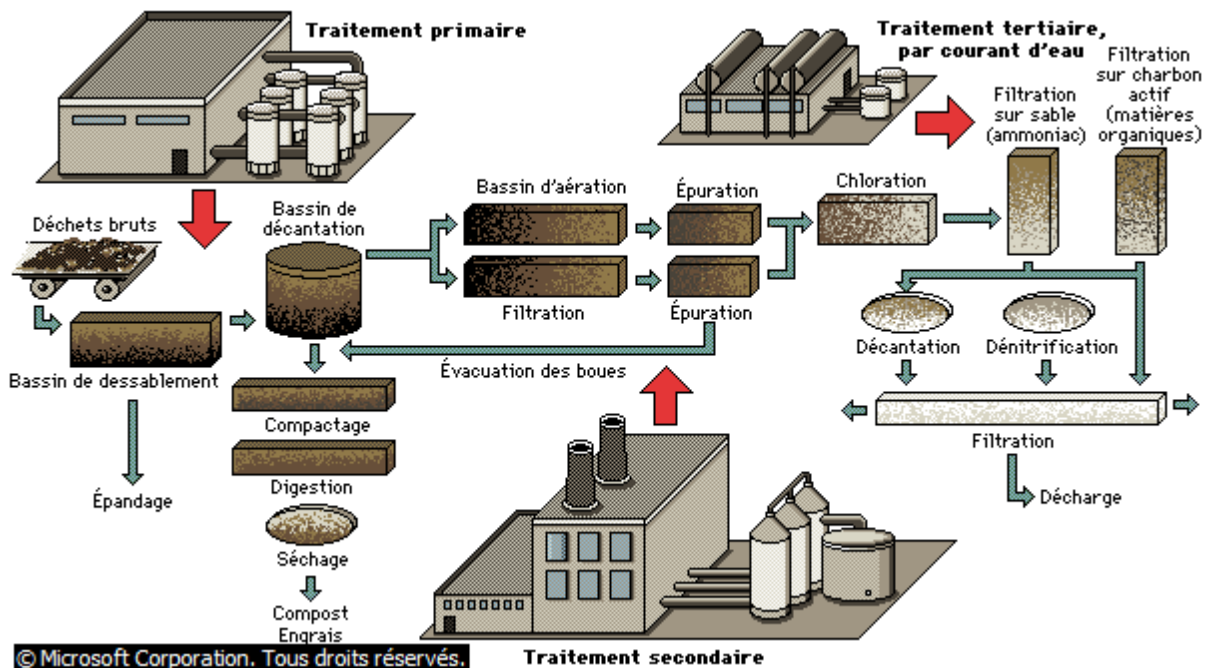 Traitement primaire
Traitement tertiaire,
par courant d'eau
Filtration
sur charbon
actif
(matières
organiques)
Filtration
sur sable
(ammoniac)
Déchets bruts
Bassin de
décantation
Bassin d'aération
Épuration
Chloration
Filtration
Épuration
Bassin de dessablement
Évacuation des boues
Décantation
Dénitrification
Compactage
Filtration
Digestion
Épandage
Décharge
Séchage
Compost
Engrais
Traitement secondaire
© Microsoft Corporation. Tous droits réservés.